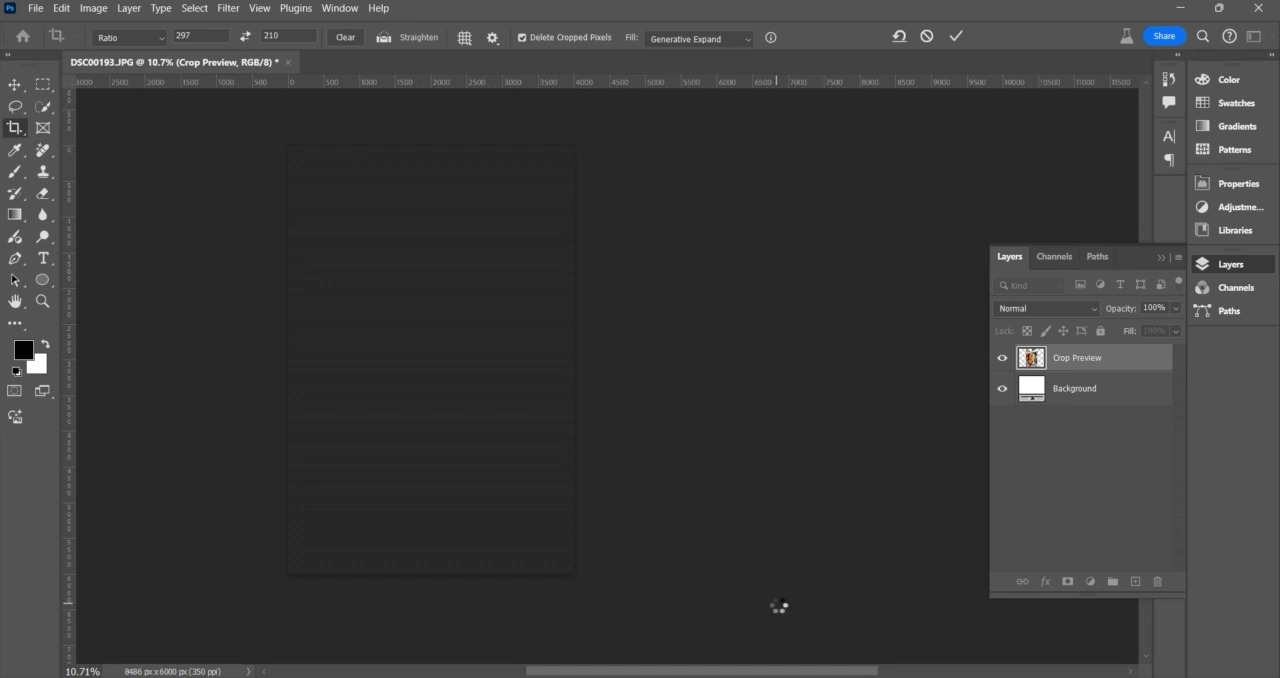 Ps File Edit Image Layer Type Select Filter View Plugins Window Help
Ratio 297 210 Clear Straighten Delete Cropped Pixels Fill: Generative Expand Share
DSC00193.JPG @ 10.7% (Crop Preview, RGB/8) *
3000 2500 2000 1500 1000 500 0 500 1000 1500 2000 2500 3000 3500 4000 4500 5000 5500 6000 6500 7000 7500 8000 8500 9000 9500 10000 10500 11000 11500
Color
Swatches
Gradients
Patterns
Properties
Adjustme...
Libraries
Layers
Channels
Paths
Layers Channels Paths
Kind
Normal Opacity: 100%
Lock: Fill: 100%
Crop Preview
Background
10.71% 8486 px x 6000 px (350 ppi)